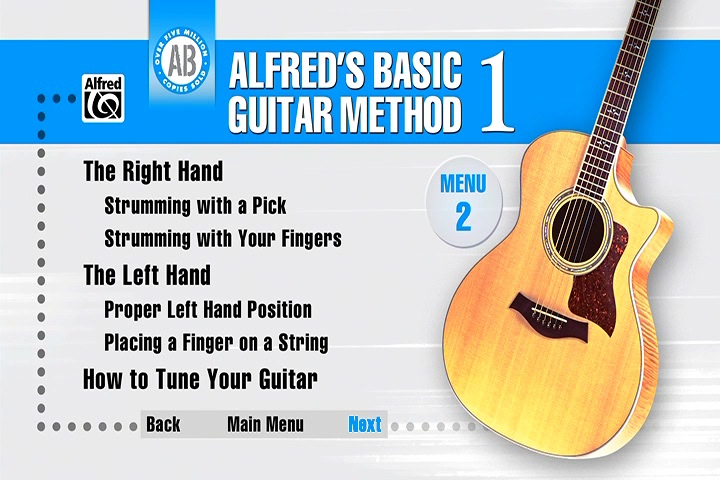 OVER FIVE MILLION
AB
COPIES SOLD
Alfred
ALFRED'S BASIC
GUITAR METHOD 1
MENU
2
The Right Hand
Strumming with a Pick
Strumming with Your Fingers
The Left Hand
Proper Left Hand Position
Placing a Finger on a String
How to Tune Your Guitar
Back Main Menu Next